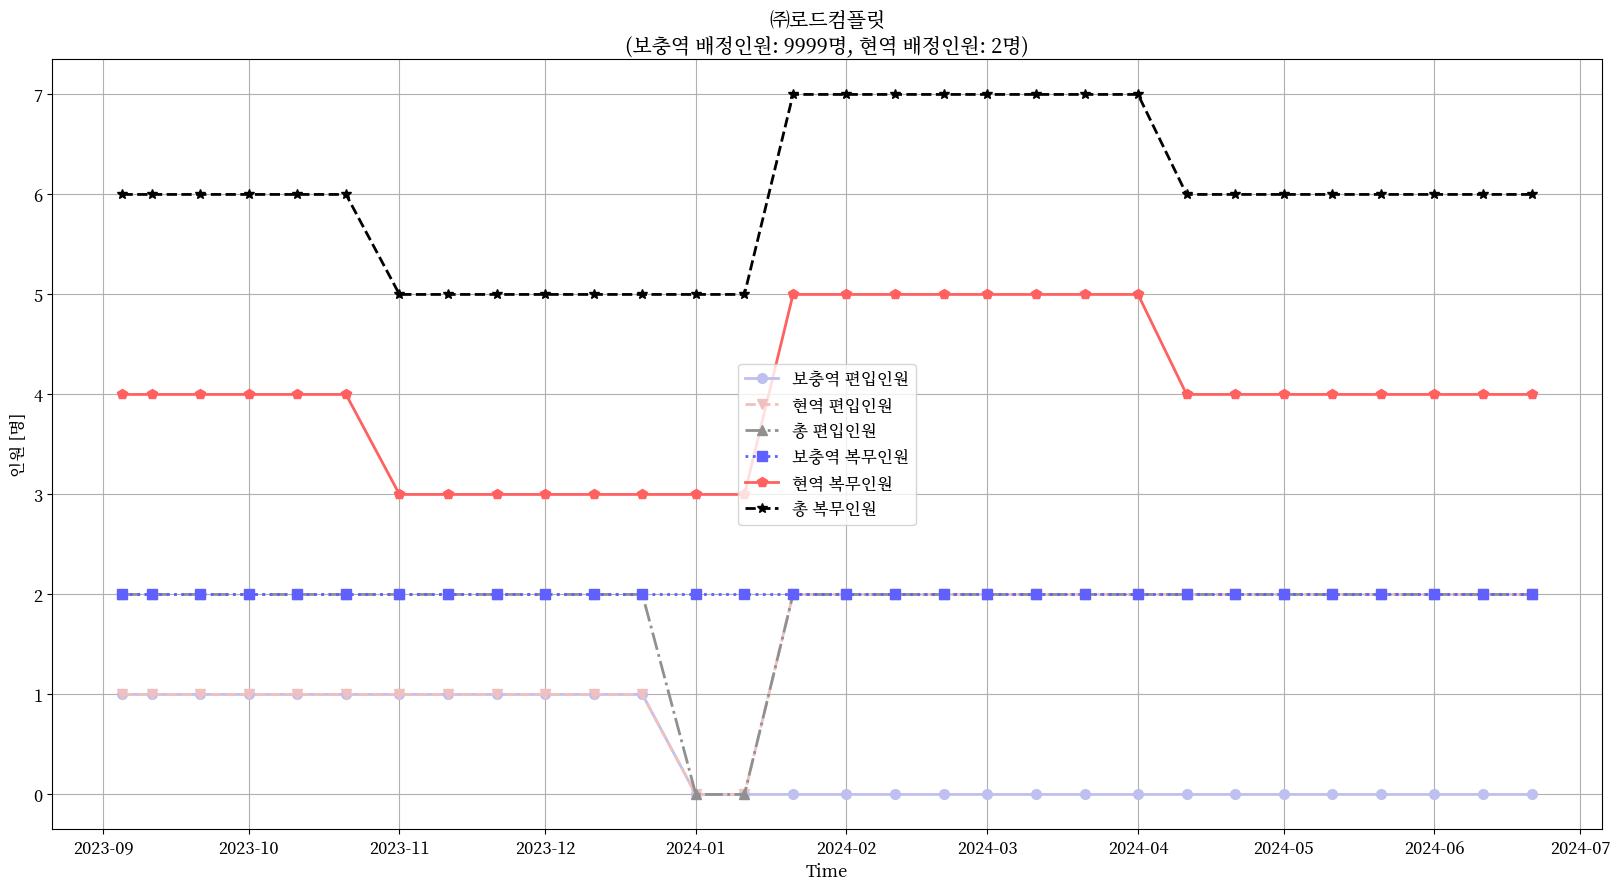 ㈜로드컴플릿
(보충역 배정인원: 9999명, 현역 배정인원: 2명)
인원 [명]
7
6
5
4
3
2
1
0
보충역 편입인원
현역 편입인원
총 편입인원
보충역 복무인원
현역 복무인원
총 복무인원
2023-09 2023-10 2023-11 2023-12 2024-01 2024-02 2024-03 2024-04 2024-05 2024-06 2024-07
Time